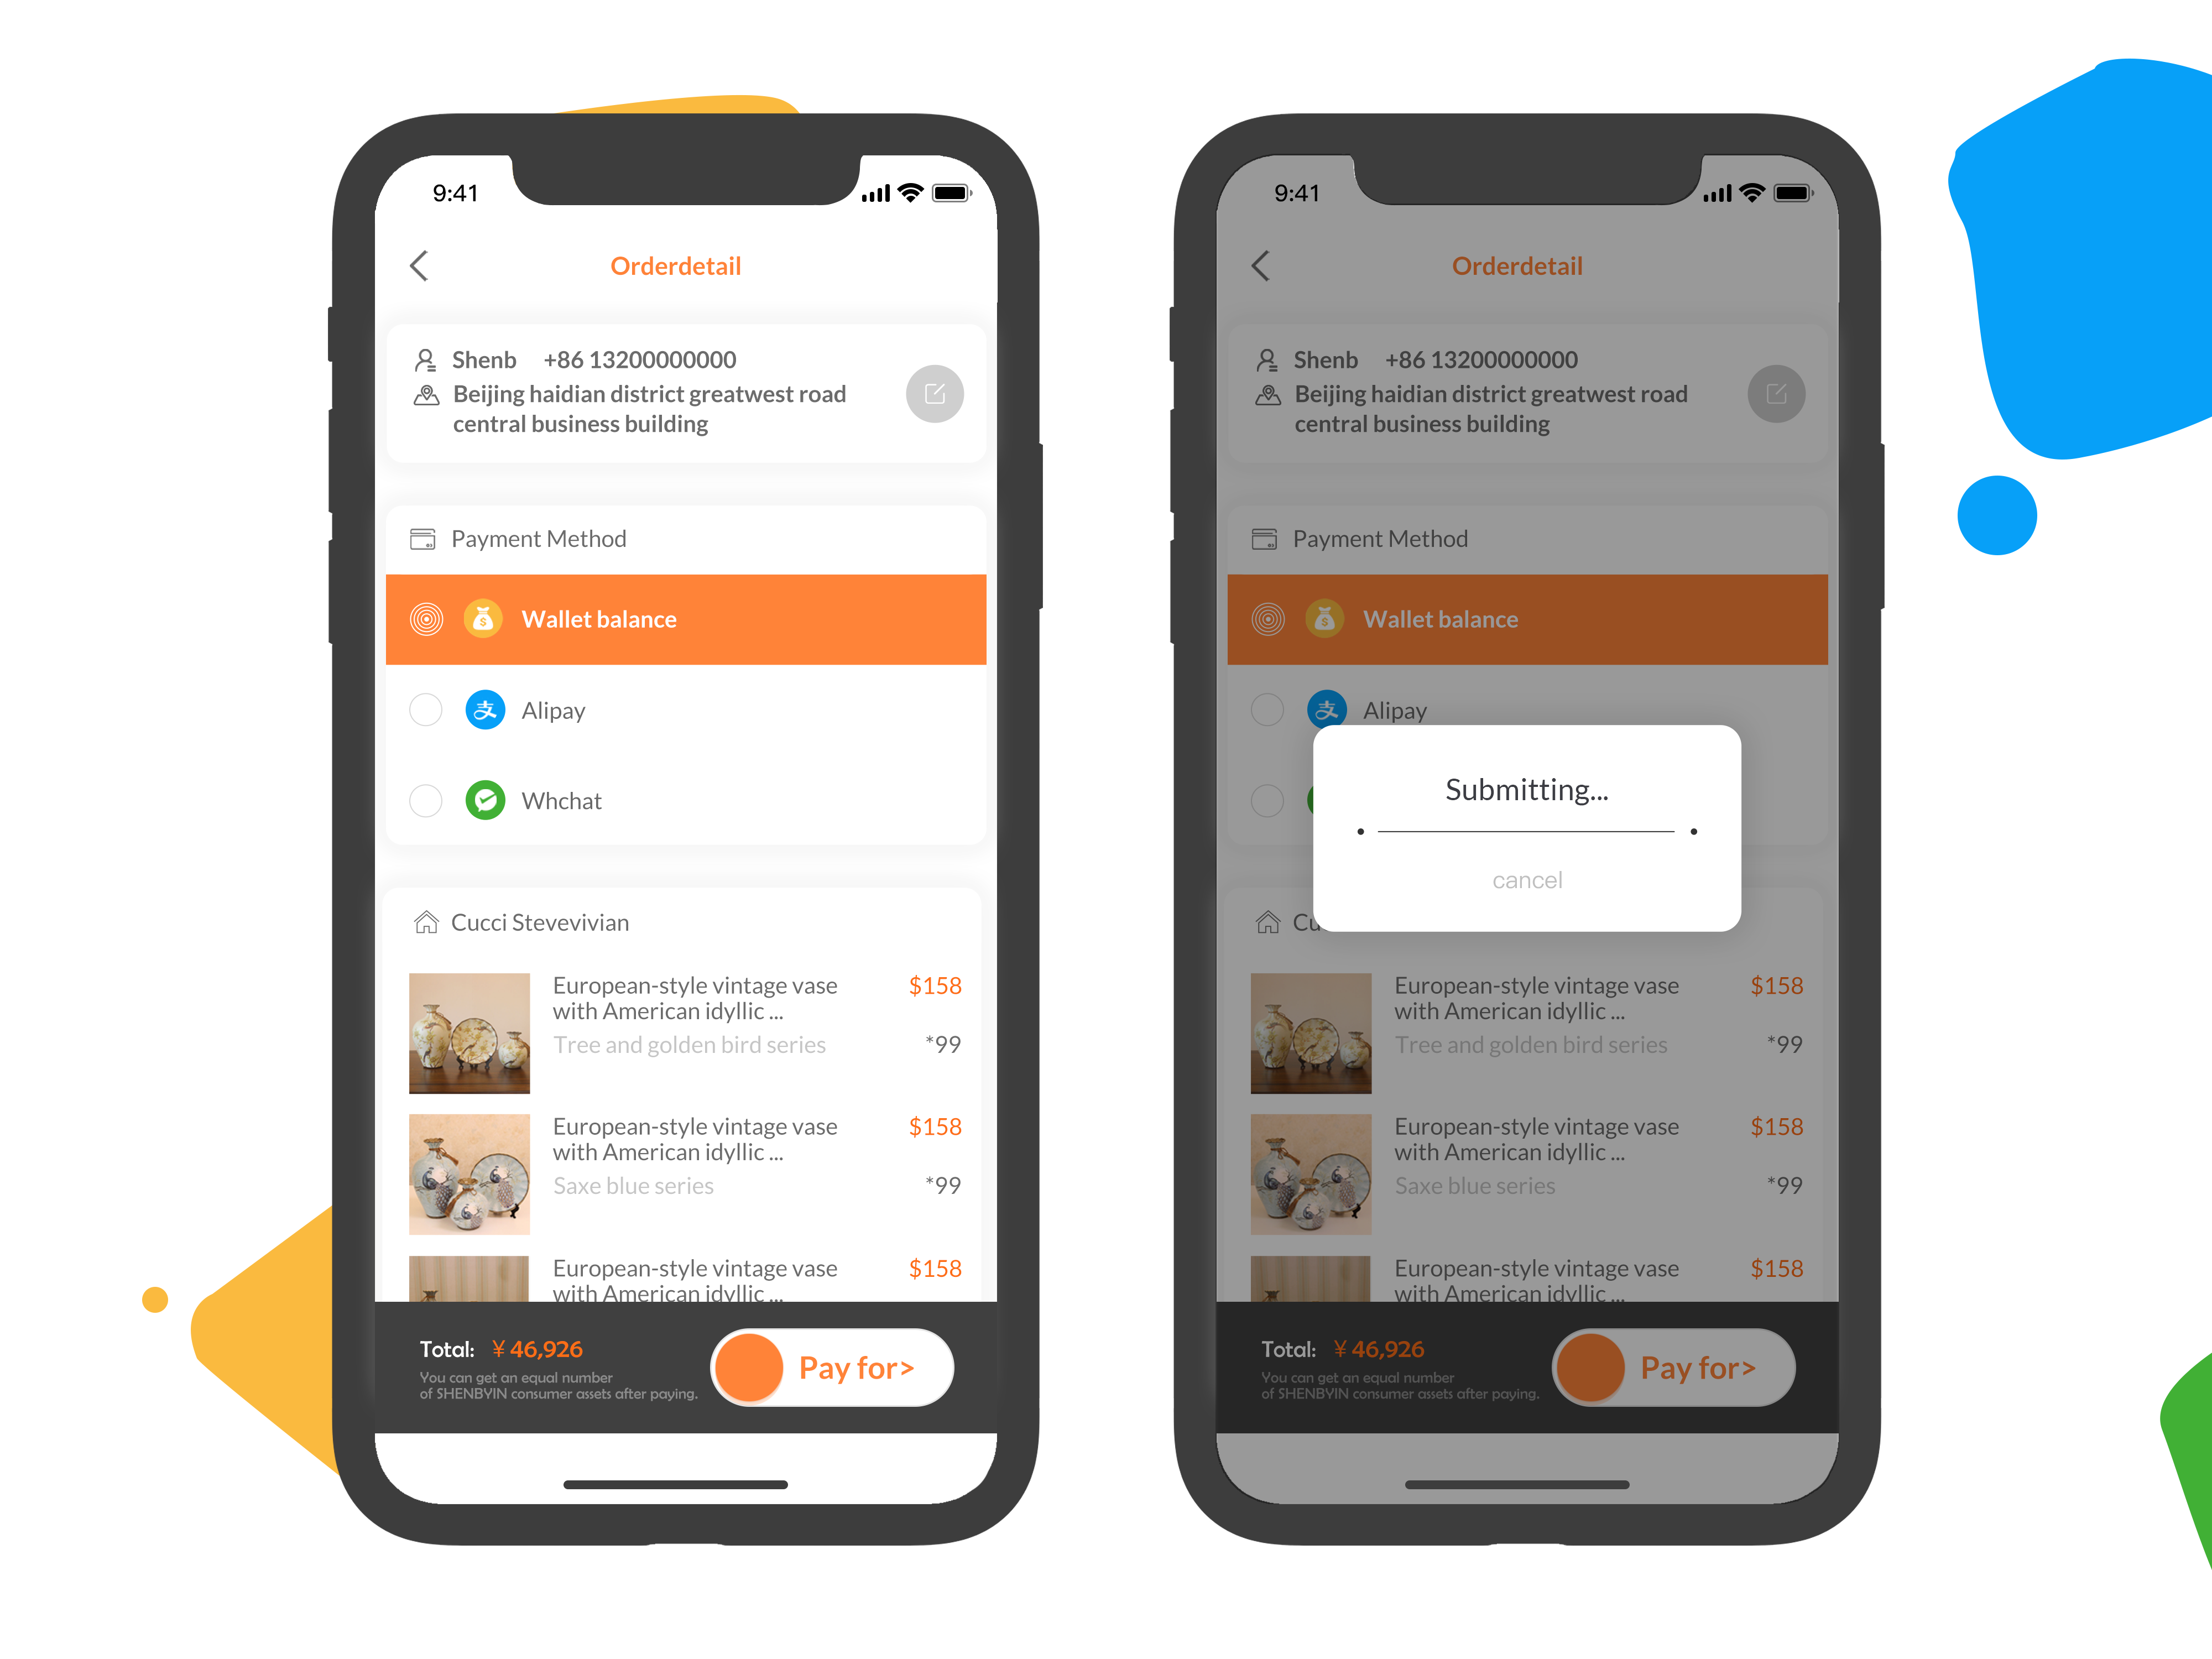 9:41
Orderdetail
Shenb +86 13200000000
Beijing haidian district greatwest road
central business building
Payment Method
Wallet balance
支 Alipay
Whchat
Cucci Stevevivian
European-style vintage vase $158
with American idyllic ...
Tree and golden bird series *99
European-style vintage vase $158
with American idyllic ...
Saxe blue series *99
European-style vintage vase $158
with American idyllic ...
Total: ¥46,926
You can get an equal number
of SHENBYIN consumer assets after paying.
Pay for>
9:41
Orderdetail
Shenb +86 13200000000
Beijing haidian district greatwest road
central business building
Payment Method
Wallet balance
支 Alipay
Submitting...
cancel
Cu
European-style vintage vase $158
with American idyllic ...
Tree and golden bird series *99
European-style vintage vase $158
with American idyllic ...
Saxe blue series *99
European-style vintage vase $158
with American idyllic ...
Total: ¥46,926
You can get an equal number
of SHENBYIN consumer assets after paying.
Pay for>